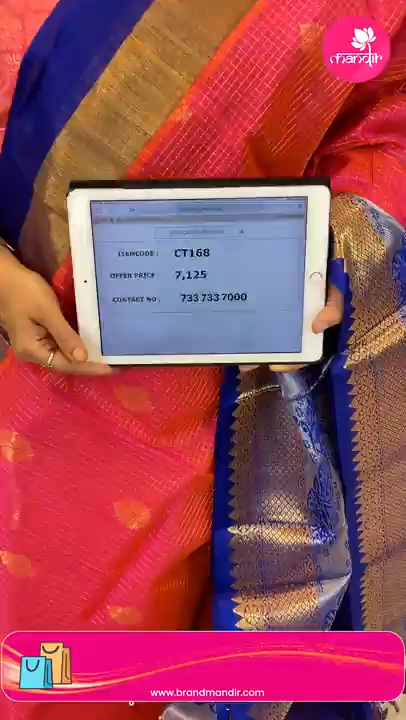 mandir
ITEMCODE : CT168
OFFER PRICE 7,125
CONTACT NO : 733 733 7000
www.brandmandir.com